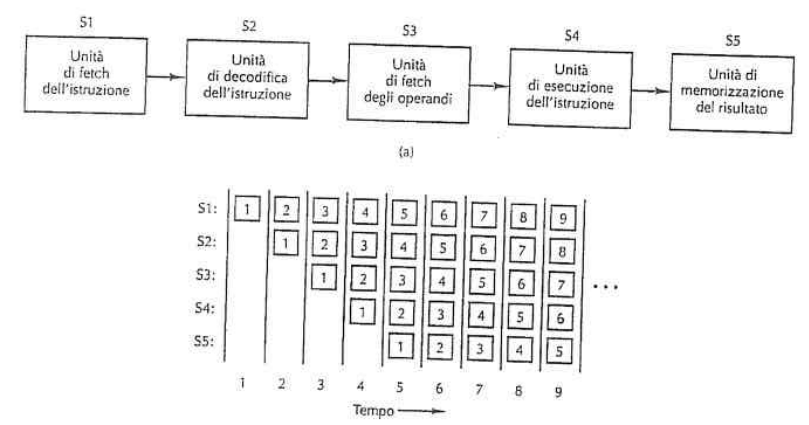 S1 S2 S3 S4 S5
Unità
di fetch
dell'istruzione
Unità
di decodifica
dell'istruzione
Unità
di fetch
degli operandi
Unità
di esecuzione
dell'istruzione
Unità di
memorizzazione
del risultato
(a)
S1: 1 2 3 4 5 6 7 8 9
S2: 1 2 3 4 5 6 7 8
S3: 1 2 3 4 5 6 7 ...
S4: 1 2 3 4 5 6
S5: 1 2 3 4 5
1 2 3 4 5 6 7 8 9
Tempo